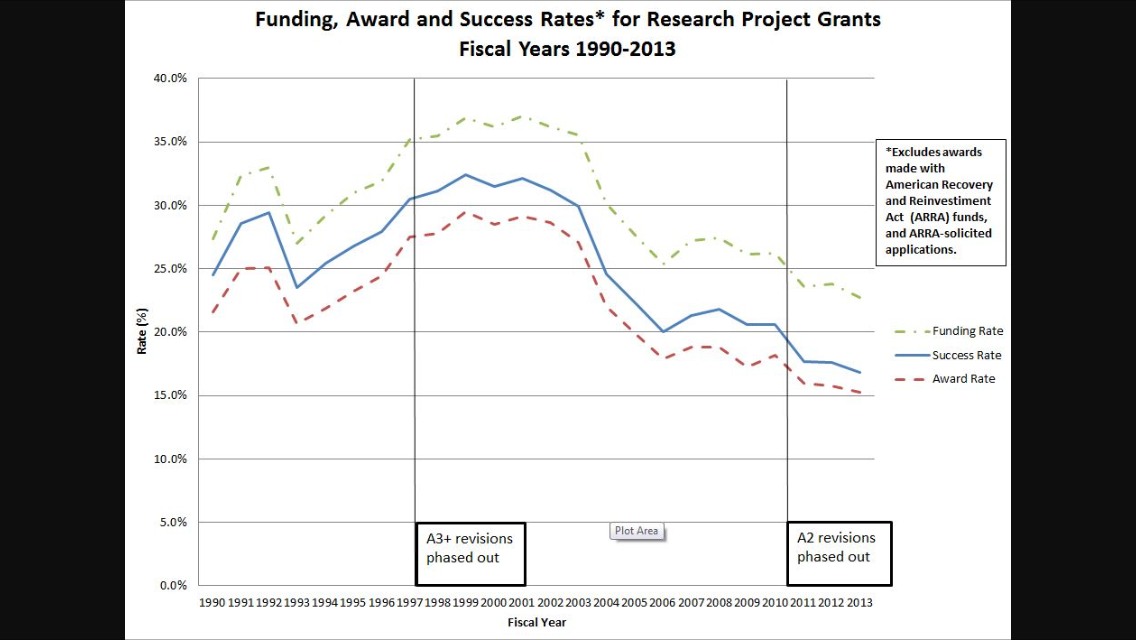 Funding, Award and Success Rates* for Research Project Grants
Fiscal Years 1990-2013
40.0%
35.0%
30.0%
25.0%
20.0%
15.0%
10.0%
5.0%
0.0%
Rate (%)
*Excludes awards
made with
American Recovery
and Reinvestiment
Act (ARRA) funds,
and ARRA-solicited
applications.
Funding Rate
Success Rate
Award Rate
A3+ revisions
phased out
Plot Area
A2 revisions
phased out
1990 1991 1992 1993 1994 1995 1996 1997 1998 1999 2000 2001 2002 2003 2004 2005 2006 2007 2008 2009 2010 2011 2012 2013
Fiscal Year